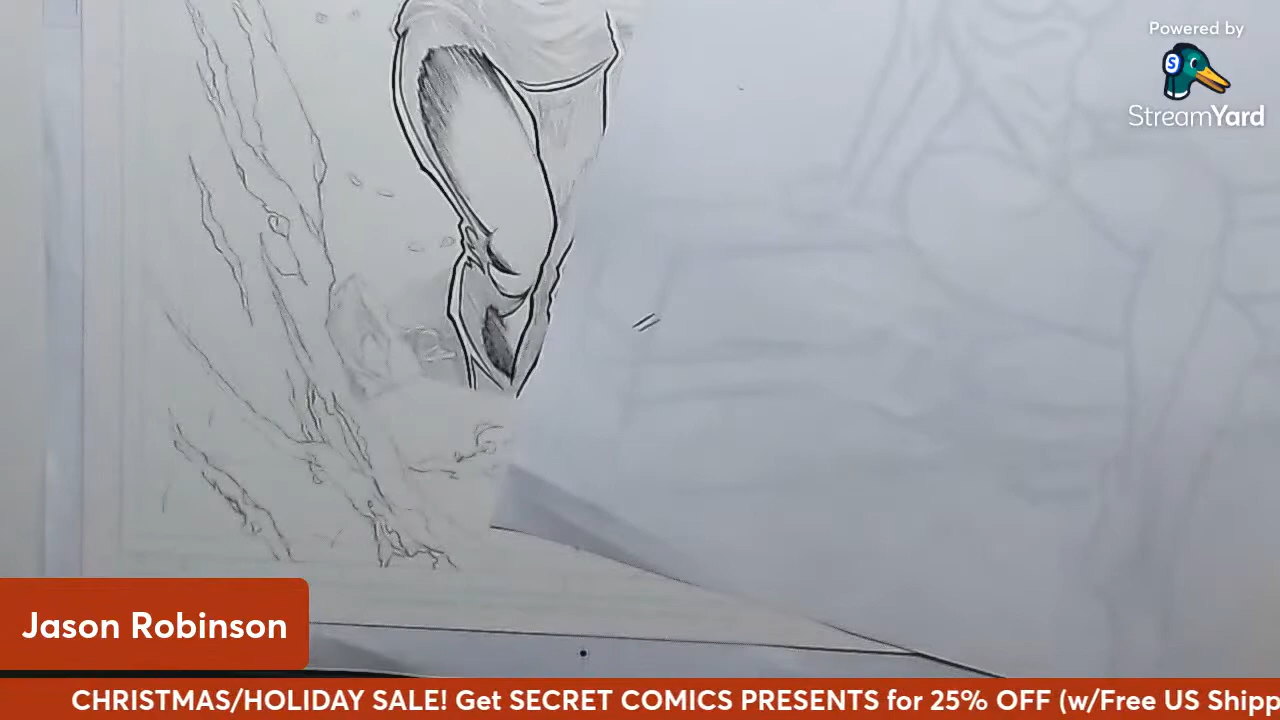 Powered by
StreamYard
Jason Robinson
CHRISTMAS/HOLIDAY SALE! Get SECRET COMICS PRESENTS for 25% OFF (w/Free US Shipp